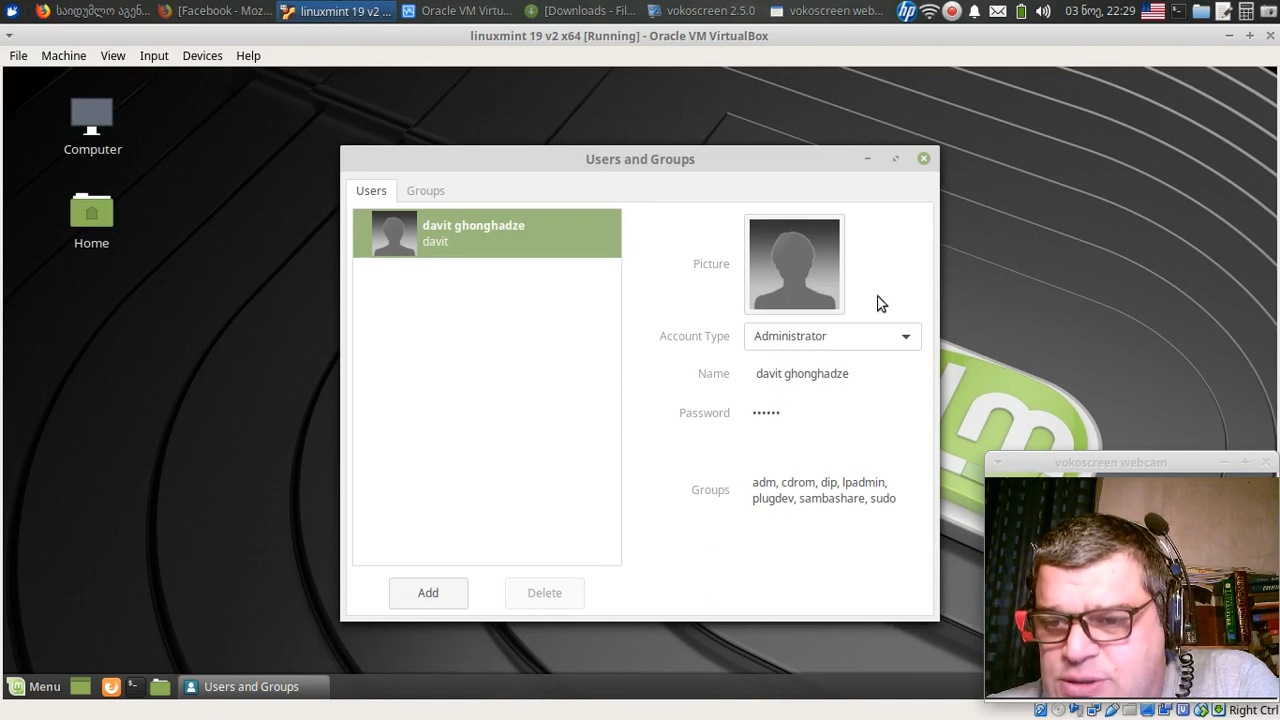 საიდუმლო აგენ...
[Facebook - Moz...
linuxmint 19 v2 ...
Oracle VM Virtu...
[Downloads - Fil...
vokoscreen 2.5.0
vokoscreen web...
hp
03 ნოე, 22:29
linuxmint 19 v2 x64 [Running] - Oracle VM VirtualBox
File Machine View Input Devices Help
Computer
Home
Users and Groups
Users Groups
davit ghonghadze
davit
Picture
Account Type Administrator
Name davit ghonghadze
Password ••••••
Groups adm, cdrom, dip, lpadmin,
plugdev, sambashare, sudo
Add Delete
vokoscreen webcam
Menu
Users and Groups
Right Ctrl